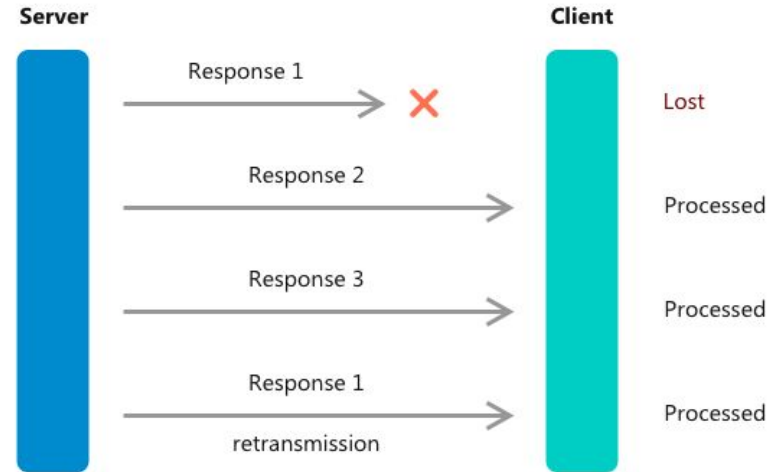 Server
Client
Response 1
Lost
Response 2
Processed
Response 3
Processed
Response 1
Processed
retransmission